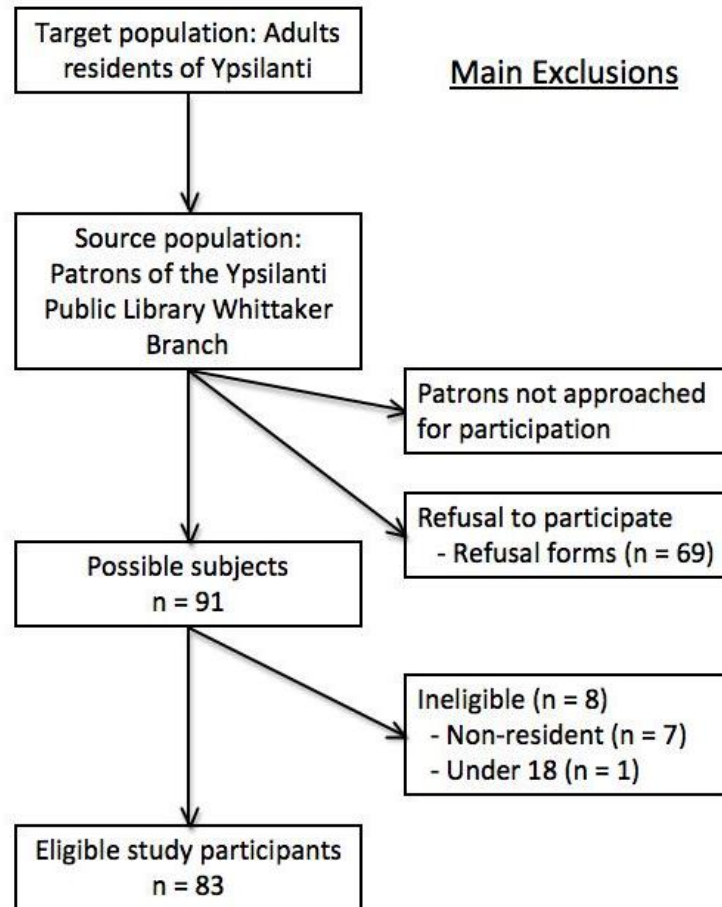 Target population: Adults
residents of Ypsilanti
Main Exclusions
Source population:
Patrons of the Ypsilanti
Public Library Whittaker
Branch
Patrons not approached
for participation
Refusal to participate
- Refusal forms (n = 69)
Possible subjects
n = 91
Ineligible (n = 8)
- Non-resident (n = 7)
- Under 18 (n = 1)
Eligible study participants
n = 83